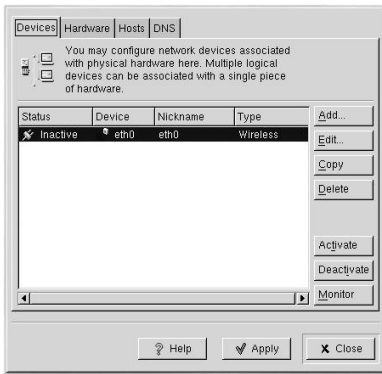 Devices Hardware Hosts DNS
You may configure network devices associated
with physical hardware here. Multiple logical
devices can be associated with a single piece
of hardware.
Status Device Nickname Type
Inactive eth0 eth0 Wireless
Add...
Edit...
Copy
Delete
Activate
Deactivate
Monitor
Help Apply Close